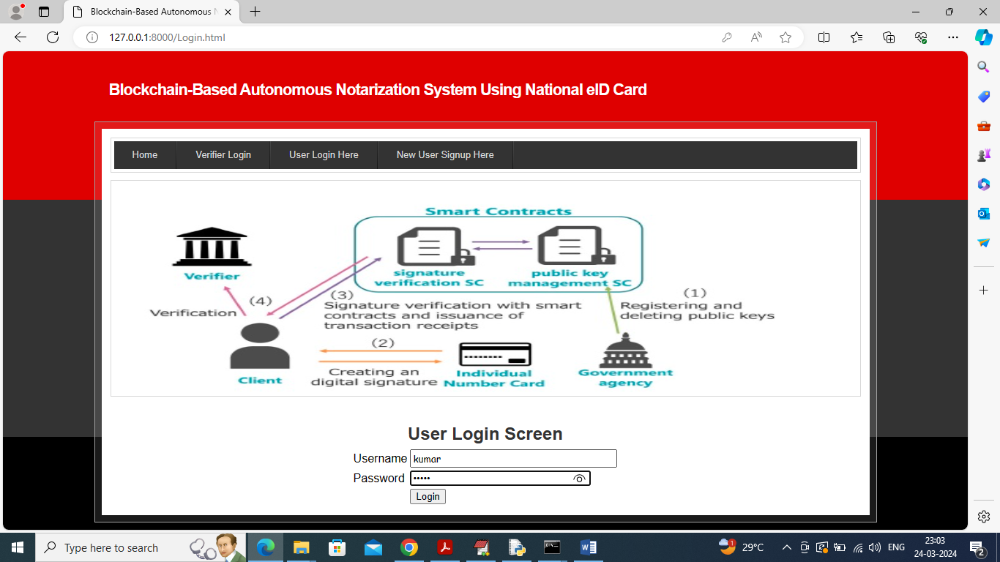 Blockchain-Based Autonomous N
127.0.0.1:8000/Login.html
Blockchain-Based Autonomous Notarization System Using National eID Card
Home Verifier Login User Login Here New User Signup Here
Smart Contracts
signature
verification SC
public key
management SC
Verifier
(1)
Registering and
deleting public keys
(3)
Signature verification with smart
contracts and issuance of
transaction receipts
(4)
Verification
(2)
Creating an
digital signature
Client
Individual
Number Card
Government
agency
User Login Screen
Username kumar
Password •••••
Login
Type here to search
1
29°C
ENG
23:03
24-03-2024
2